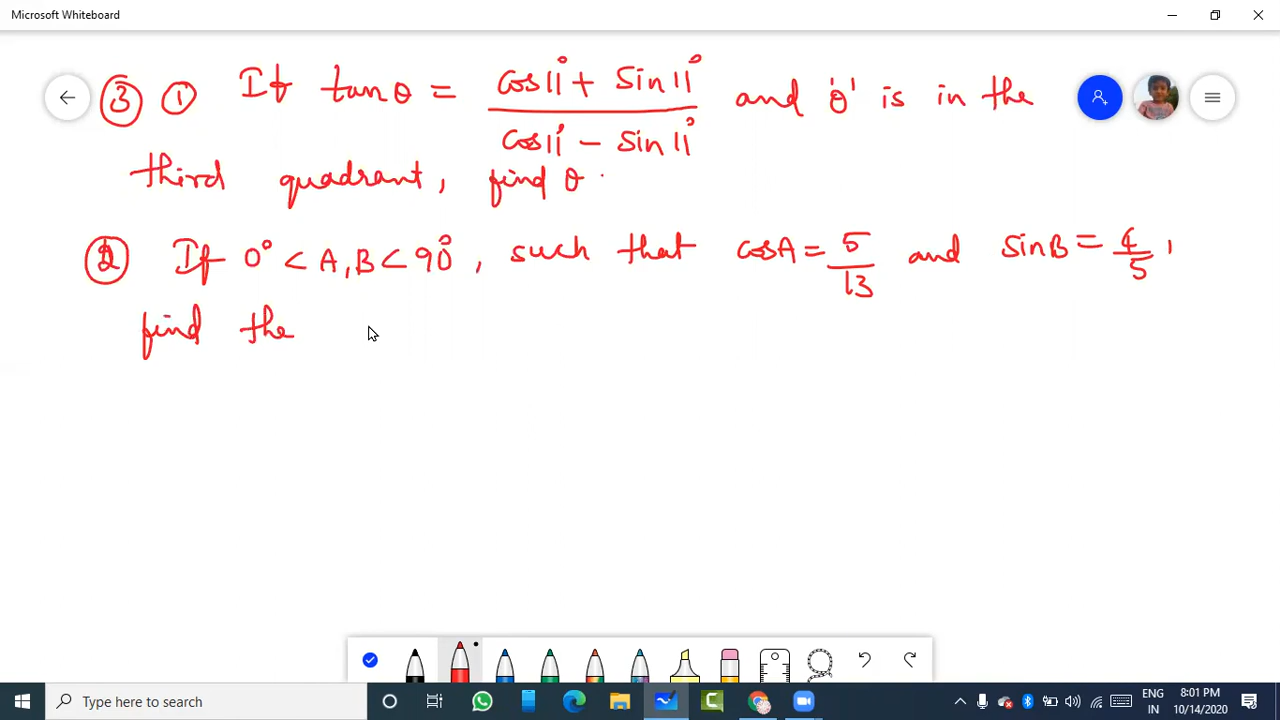 Microsoft Whiteboard
③ ① If tanθ = (cos11° + sin11°)/(cos11° − sin11°) and 'θ' is in the
third quadrant, find θ.
② If 0° < A, B < 90°, such that cosA = 5/13 and sinB = 4/5,
find the
Type here to search
ENG
IN
8:01 PM
10/14/2020